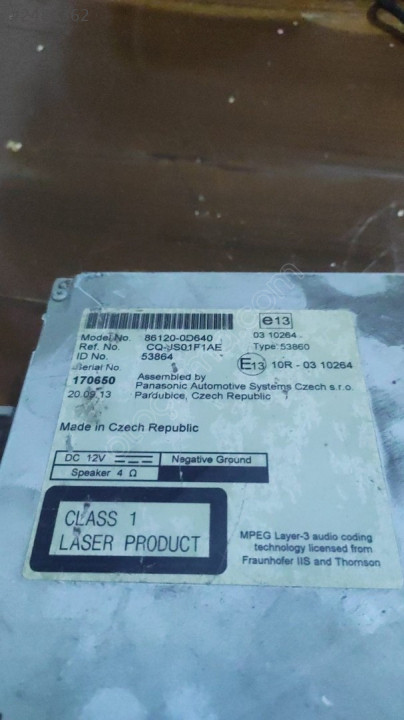 Model No. 86120-0D640
Ref. No. CQ-JS01F1AE
ID No. 53864
Serial No.
170650
20.09.13
e13
03 10264
Type: 53860
E13 10R - 03 10264
Assembled by
Panasonic Automotive Systems Czech s.r.o.
Pardubice, Czech Republic
Made in Czech Republic
DC 12V Negative Ground
Speaker 4 Ω
CLASS 1
LASER PRODUCT
MPEG Layer-3 audio coding
technology licensed from
Fraunhofer IIS and Thomson